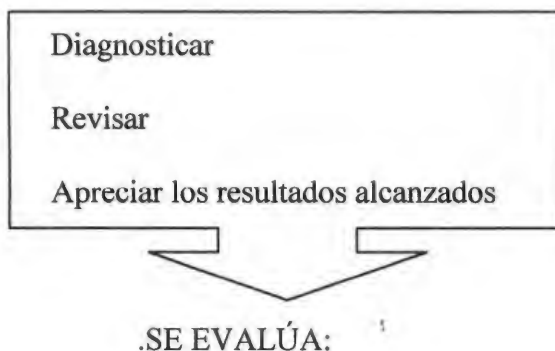 Diagnosticar
Revisar
Apreciar los resultados alcanzados
.SE EVALÚA: